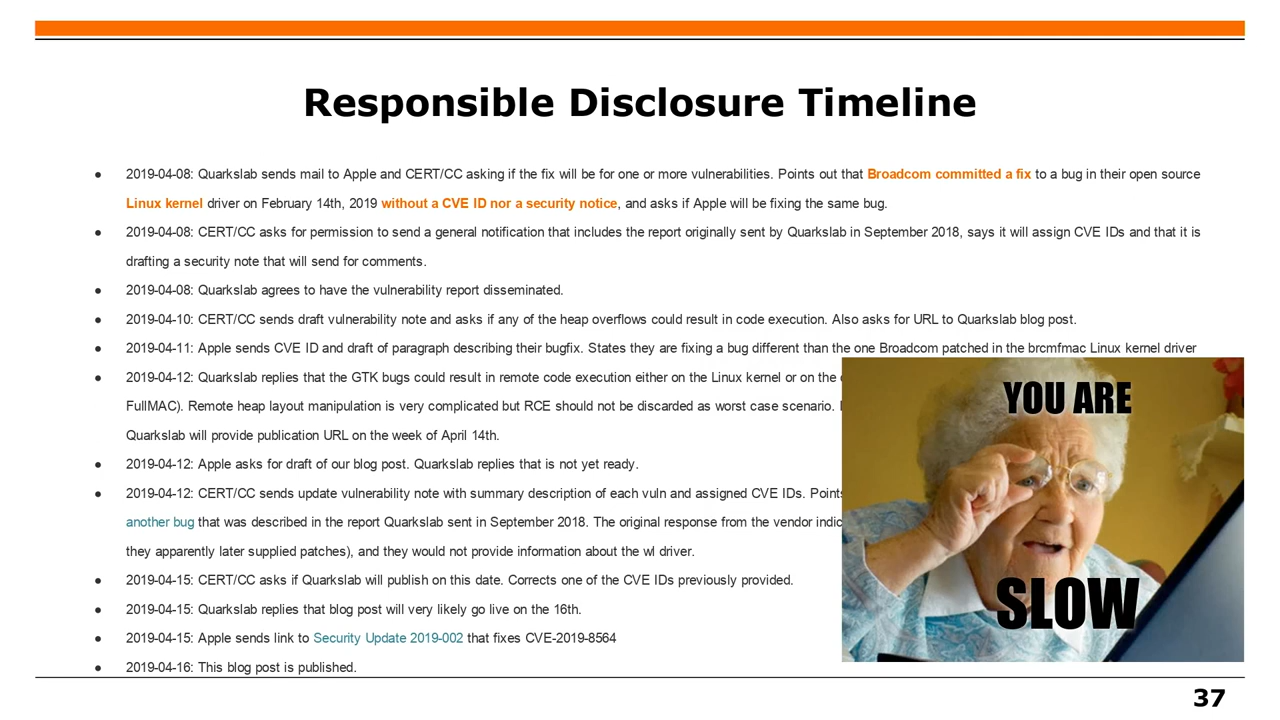 Responsible Disclosure Timeline
● 2019-04-08: Quarkslab sends mail to Apple and CERT/CC asking if the fix will be for one or more vulnerabilities. Points out that Broadcom committed a fix to a bug in their open source
Linux kernel driver on February 14th, 2019 without a CVE ID nor a security notice, and asks if Apple will be fixing the same bug.
● 2019-04-08: CERT/CC asks for permission to send a general notification that includes the report originally sent by Quarkslab in September 2018, says it will assign CVE IDs and that it is
drafting a security note that will send for comments.
● 2019-04-08: Quarkslab agrees to have the vulnerability report disseminated.
● 2019-04-10: CERT/CC sends draft vulnerability note and asks if any of the heap overflows could result in code execution. Also asks for URL to Quarkslab blog post.
● 2019-04-11: Apple sends CVE ID and draft of paragraph describing their bugfix. States they are fixing a bug different than the one Broadcom patched in the brcmfmac Linux kernel driver
● 2019-04-12: Quarkslab replies that the GTK bugs could result in remote code execution either on the Linux kernel or on the
FullMAC). Remote heap layout manipulation is very complicated but RCE should not be discarded as worst case scenario.
Quarkslab will provide publication URL on the week of April 14th.
● 2019-04-12: Apple asks for draft of our blog post. Quarkslab replies that is not yet ready.
● 2019-04-12: CERT/CC sends update vulnerability note with summary description of each vuln and assigned CVE IDs. Points
another bug that was described in the report Quarkslab sent in September 2018. The original response from the vendor indic
they apparently later supplied patches), and they would not provide information about the wl driver.
● 2019-04-15: CERT/CC asks if Quarkslab will publish on this date. Corrects one of the CVE IDs previously provided.
● 2019-04-15: Quarkslab replies that blog post will very likely go live on the 16th.
● 2019-04-15: Apple sends link to Security Update 2019-002 that fixes CVE-2019-8564
● 2019-04-16: This blog post is published.
YOU ARE
SLOW
37